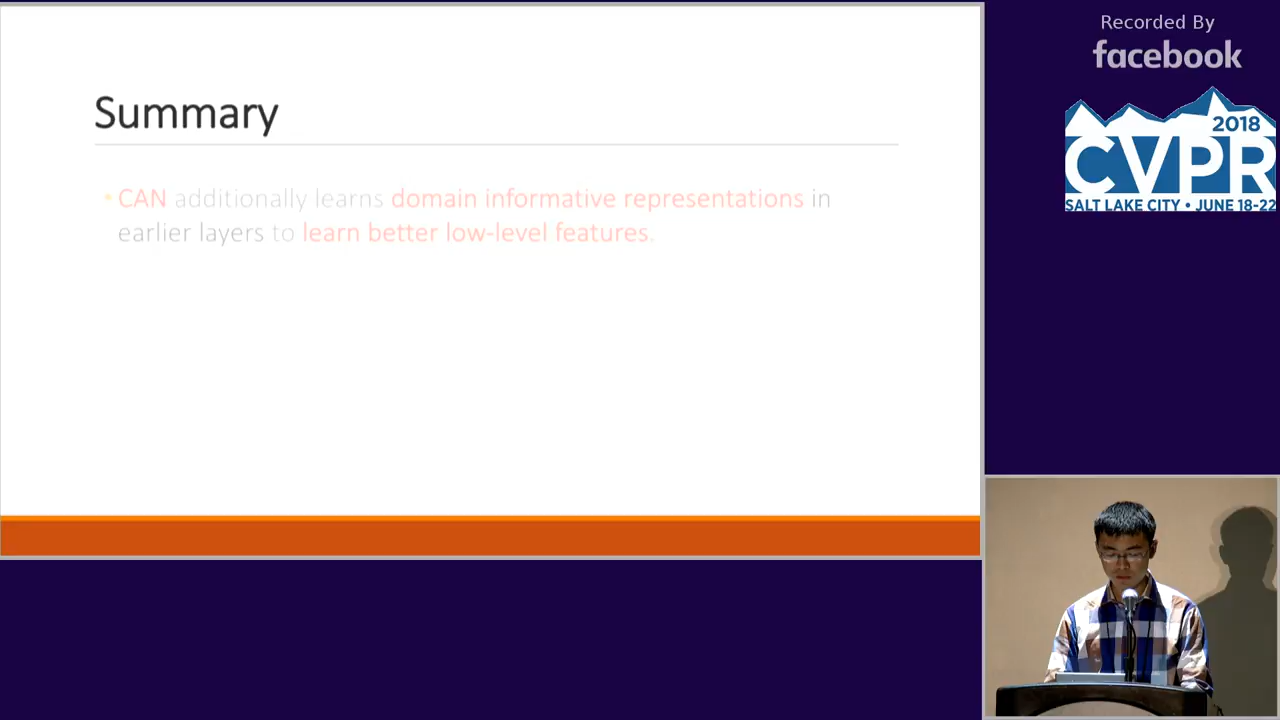 Summary
• CAN additionally learns domain informative representations in
earlier layers to learn better low-level features.
Recorded By
facebook
2018
CVPR
SALT LAKE CITY • JUNE 18-22